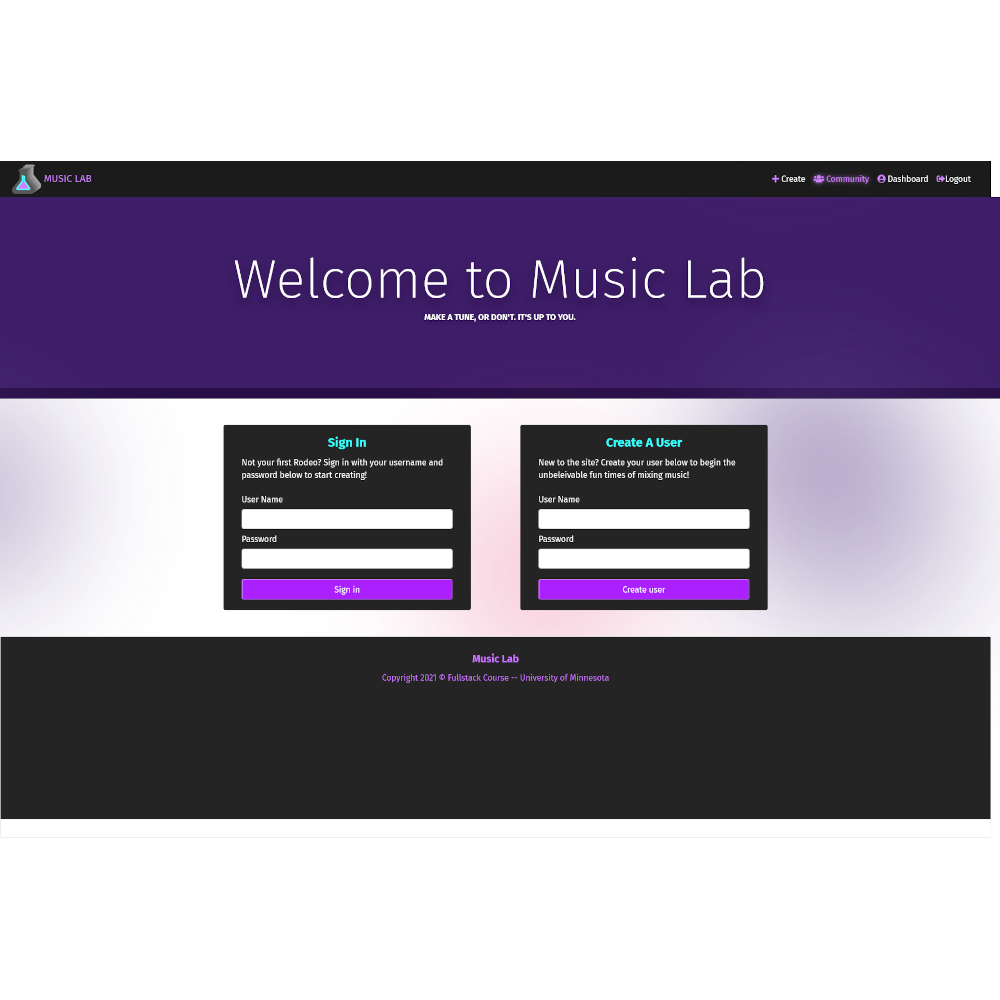 MUSIC LAB
Create Community Dashboard Logout
Welcome to Music Lab
MAKE A TUNE, OR DON'T. IT'S UP TO YOU.
Sign In
Not your first Rodeo? Sign in with your username and
password below to start creating!
User Name
Password
Sign in
Create A User
New to the site? Create your user below to begin the
unbeleivable fun times of mixing music!
User Name
Password
Create user
Music Lab
Copyright 2021 © Fullstack Course -- University of Minnesota